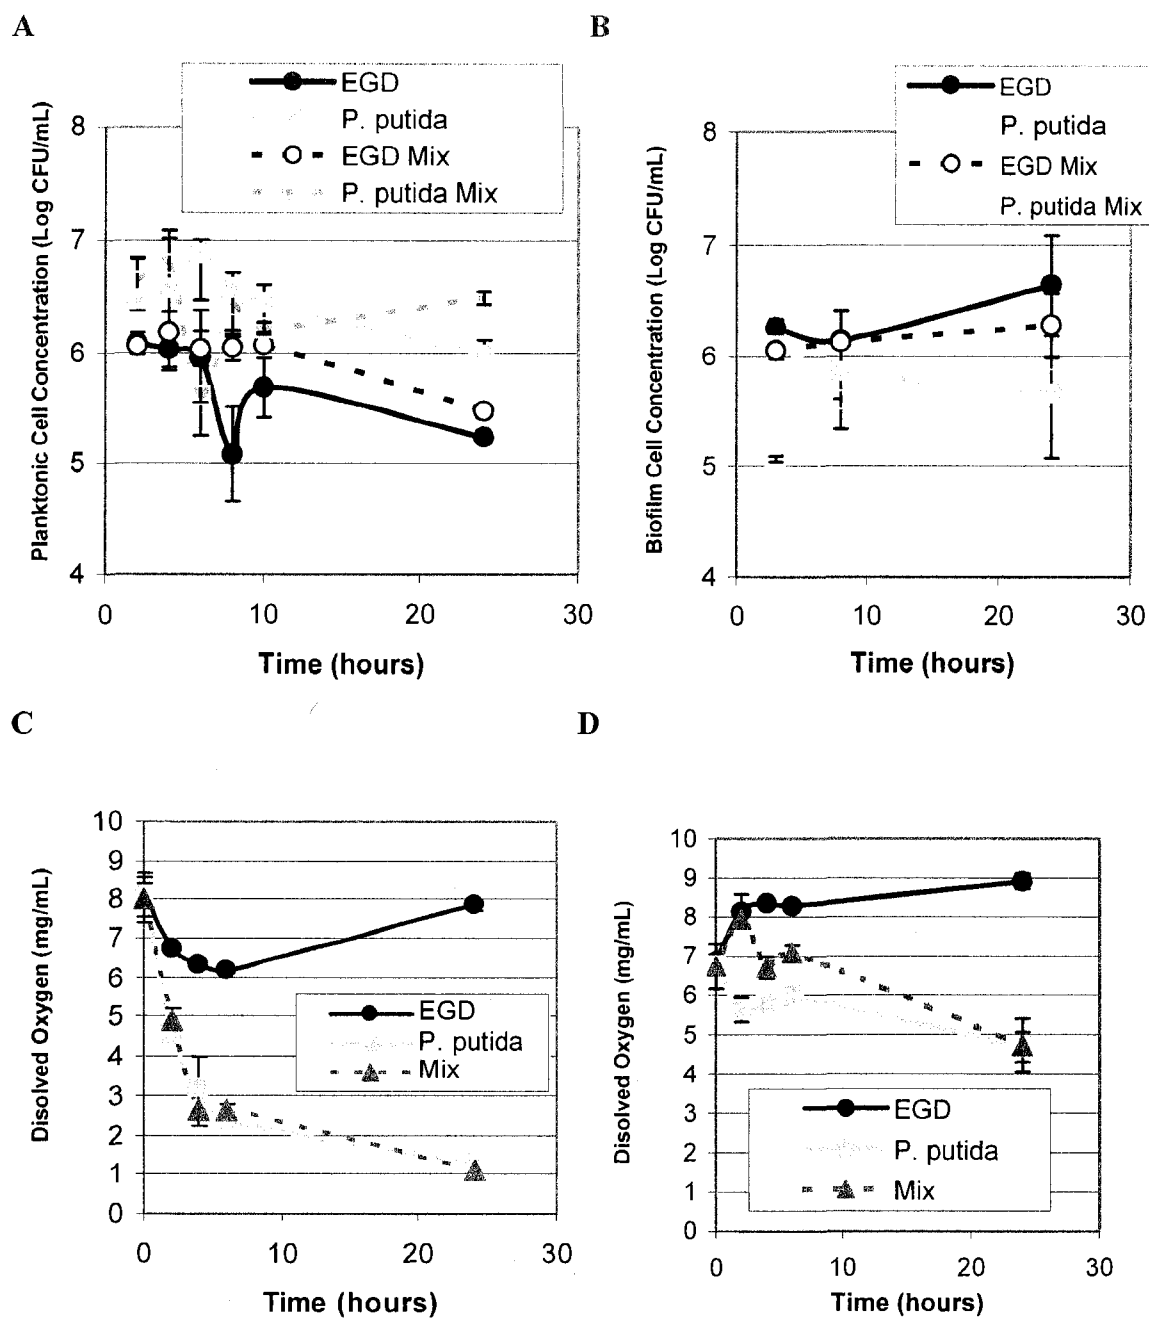 A
B
EGD
P. putida
EGD Mix
P. putida Mix
Planktonic Cell Concentration (Log CFU/mL)
8
7
6
5
4
0
10
20
30
Time (hours)
EGD
P. putida
EGD Mix
P. putida Mix
Biofilm Cell Concentration (Log CFU/mL)
8
7
6
5
4
0
10
20
30
Time (hours)
C
D
Disolved Oxygen (mg/mL)
10
9
8
7
6
5
4
3
2
1
0
EGD
P. putida
Mix
0
10
20
30
Time (hours)
Disolved Oxygen (mg/mL)
10
9
8
7
6
5
4
3
2
1
0
EGD
P. putida
Mix
0
10
20
30
Time (hours)